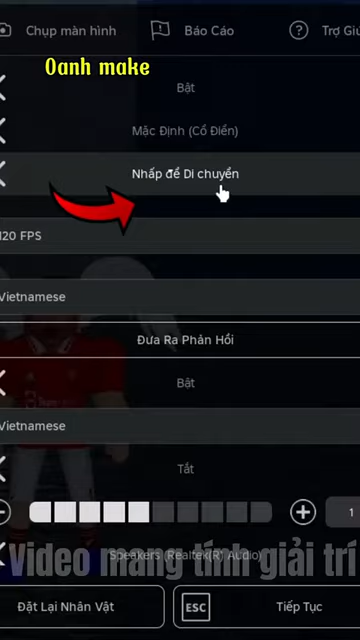 Chụp màn hình Báo Cáo Trợ Giú
Oanh make
Bật
Mặc Định (Cổ Điển)
Nhấp để Di chuyển
120 FPS
Vietnamese
Đưa Ra Phản Hồi
Bật
Vietnamese
Tắt
1
Speakers (Realtek(R) Audio)
Video mang tính giải trí
Đặt Lại Nhân Vật ESC Tiếp Tục